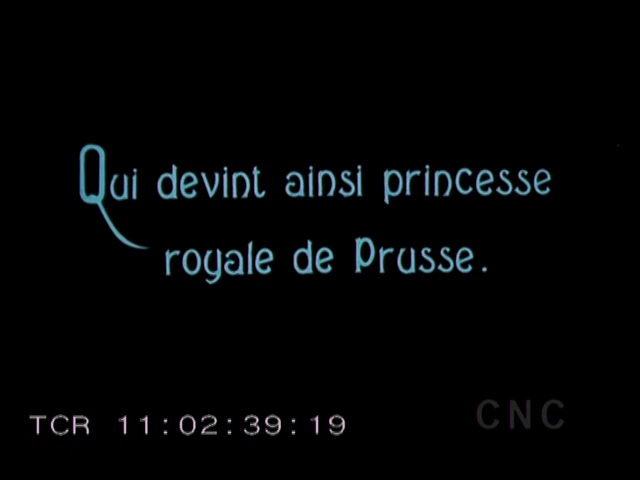 Qui devint ainsi princesse
royale de Prusse.
TCR 11:02:39:19
CNC